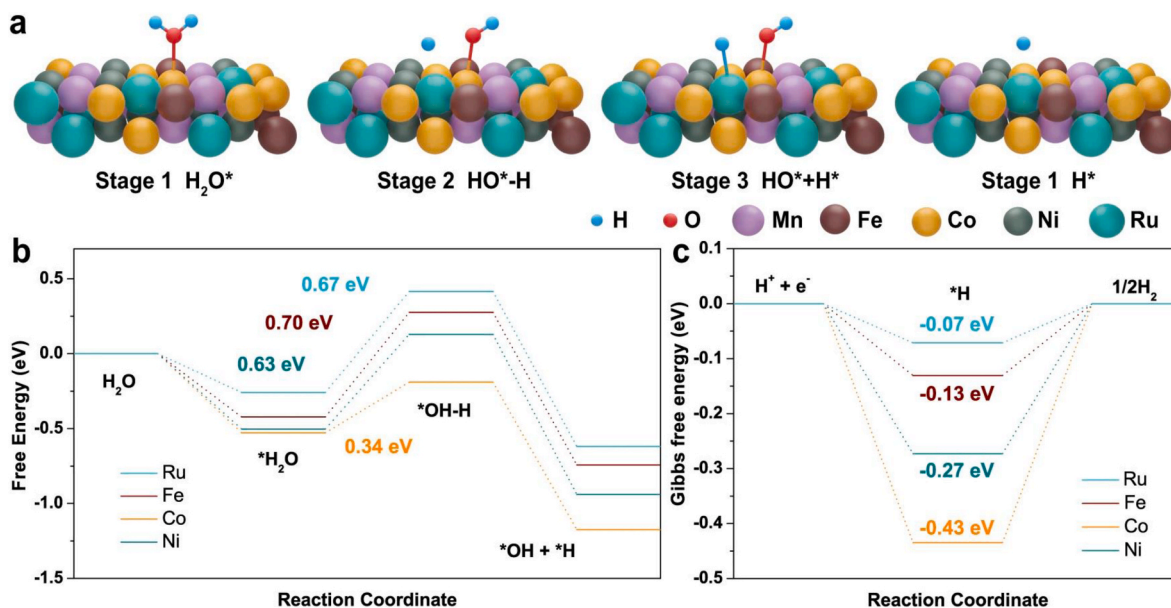 a
Stage 1 H₂O*
Stage 2 HO*-H
Stage 3 HO*+H*
Stage 1 H*
H O Mn Fe Co Ni Ru
b
Free Energy (eV)
0.5
0.0
-0.5
-1.0
-1.5
H₂O
0.67 eV
0.70 eV
0.63 eV
0.34 eV
*H₂O
*OH-H
*OH + *H
Ru
Fe
Co
Ni
Reaction Coordinate
c
Gibbs free energy (eV)
0.1
0.0
-0.1
-0.2
-0.3
-0.4
-0.5
H⁺ + e⁻
*H
1/2H₂
-0.07 eV
-0.13 eV
-0.27 eV
-0.43 eV
Ru
Fe
Co
Ni
Reaction Coordinate